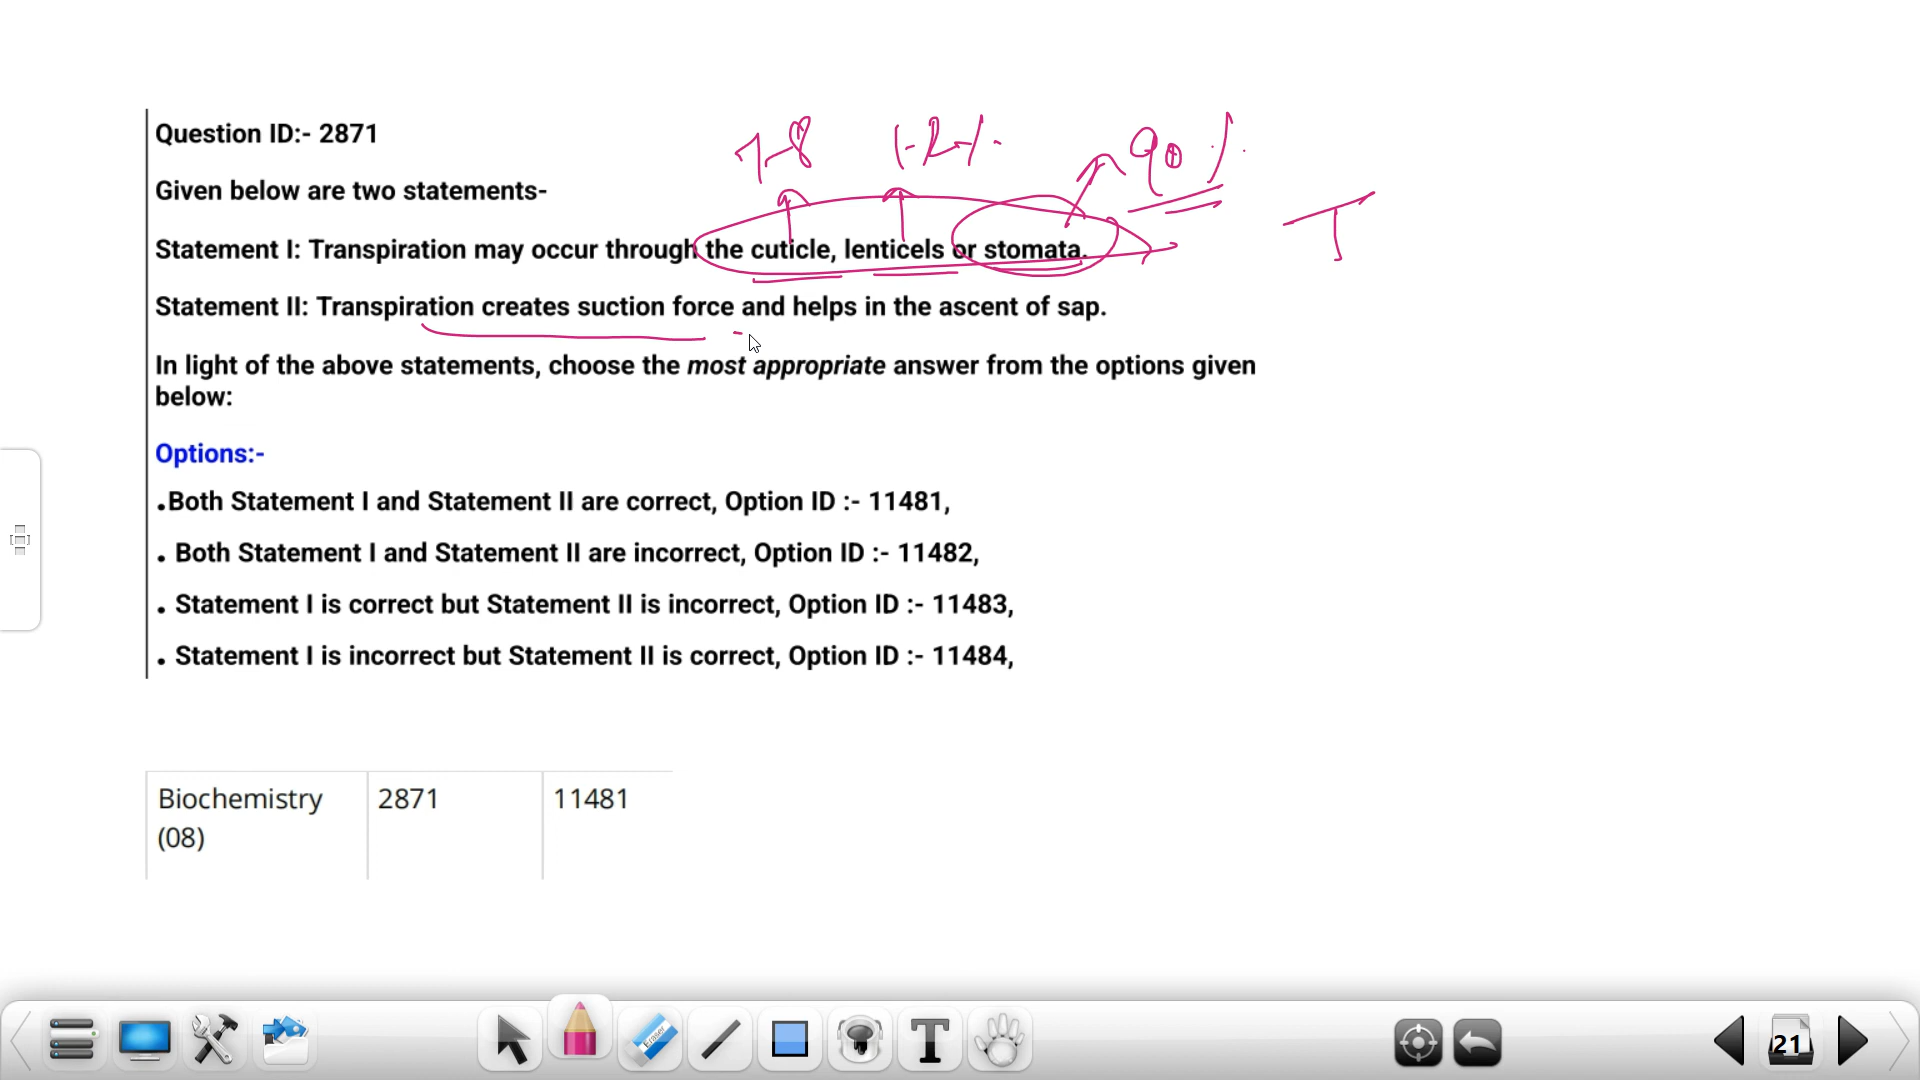 Question ID:- 2871
7-8
1-2-%.
90 %.
Given below are two statements-
Statement I: Transpiration may occur through the cuticle, lenticels or stomata.
T
Statement II: Transpiration creates suction force and helps in the ascent of sap.
In light of the above statements, choose the most appropriate answer from the options given
below:
Options:-
.Both Statement I and Statement II are correct, Option ID :- 11481,
. Both Statement I and Statement II are incorrect, Option ID :- 11482,
. Statement I is correct but Statement II is incorrect, Option ID :- 11483,
. Statement I is incorrect but Statement II is correct, Option ID :- 11484,
Biochemistry 2871 11481
(08)
Eraser
T
21